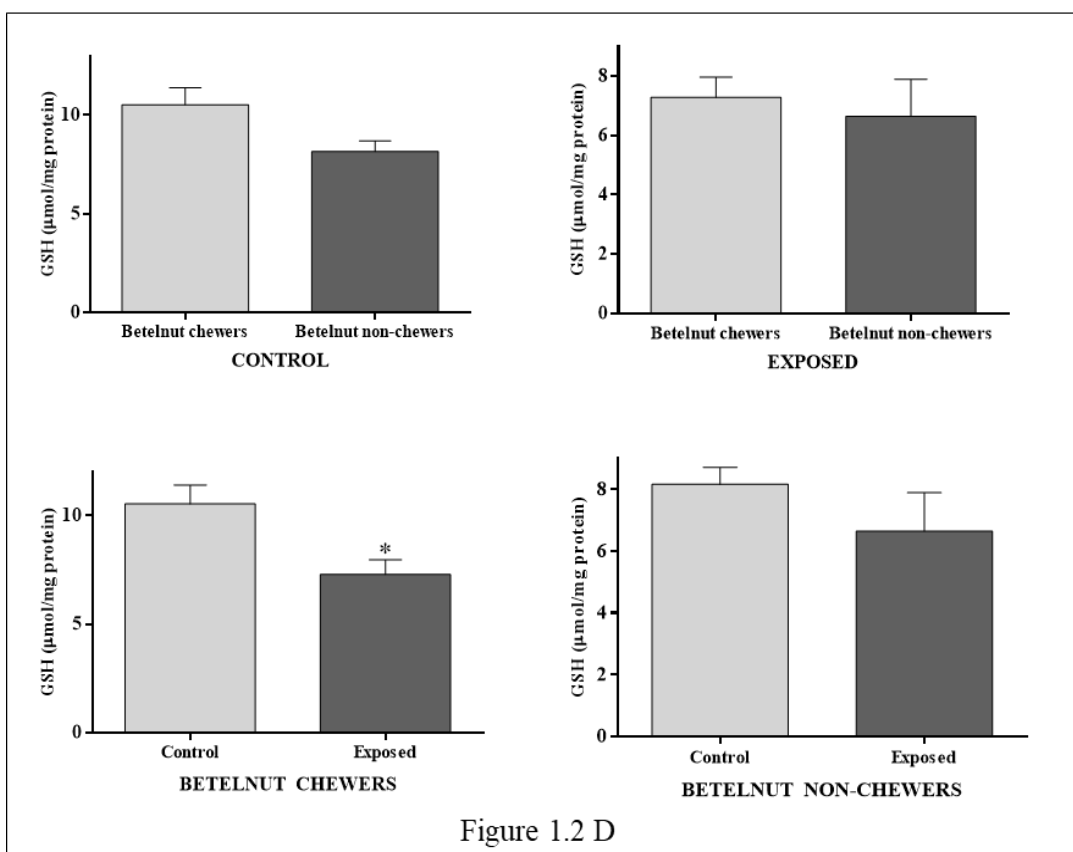 GSH (µmol/mg protein)
10
5
0
Betelnut chewers Betelnut non-chewers
CONTROL
GSH (µmol/mg protein)
8
6
4
2
0
Betelnut chewers Betelnut non-chewers
EXPOSED
GSH (µmol/mg protein)
10
5
0
*
Control Exposed
BETELNUT CHEWERS
GSH (µmol/mg protein)
8
6
4
2
0
Control Exposed
BETELNUT NON-CHEWERS
Figure 1.2 D